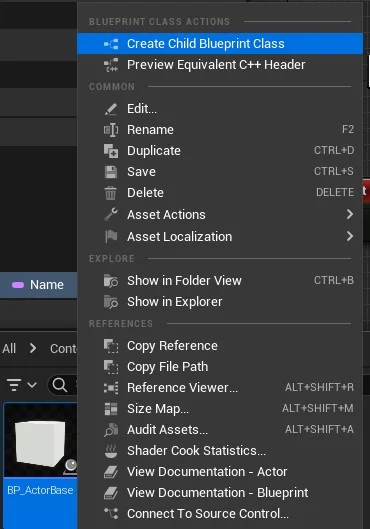 BLUEPRINT CLASS ACTIONS
Create Child Blueprint Class
Preview Equivalent C++ Header
COMMON
Edit...
Rename F2
Duplicate CTRL+D
Save CTRL+S
Delete DELETE
Asset Actions
Asset Localization
Name
EXPLORE
Show in Folder View CTRL+B
Show in Explorer
REFERENCES
All > Cont
Copy Reference
Copy File Path
Reference Viewer... ALT+SHIFT+R
Size Map... ALT+SHIFT+M
Audit Assets... ALT+SHIFT+A
Shader Cook Statistics...
View Documentation - Actor
BP_ActorBase
View Documentation - Blueprint
Connect To Source Control...